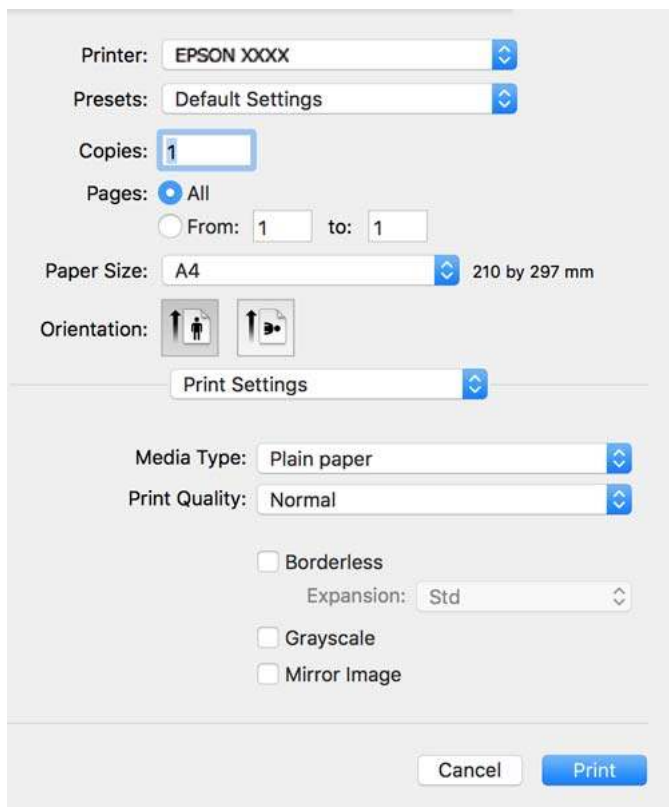 Printer: EPSON XXXX
Presets: Default Settings
Copies: 1
Pages: All
From: 1 to: 1
Paper Size: A4 210 by 297 mm
Orientation:
Print Settings
Media Type: Plain paper
Print Quality: Normal
Borderless
Expansion: Std
Grayscale
Mirror Image
Cancel Print